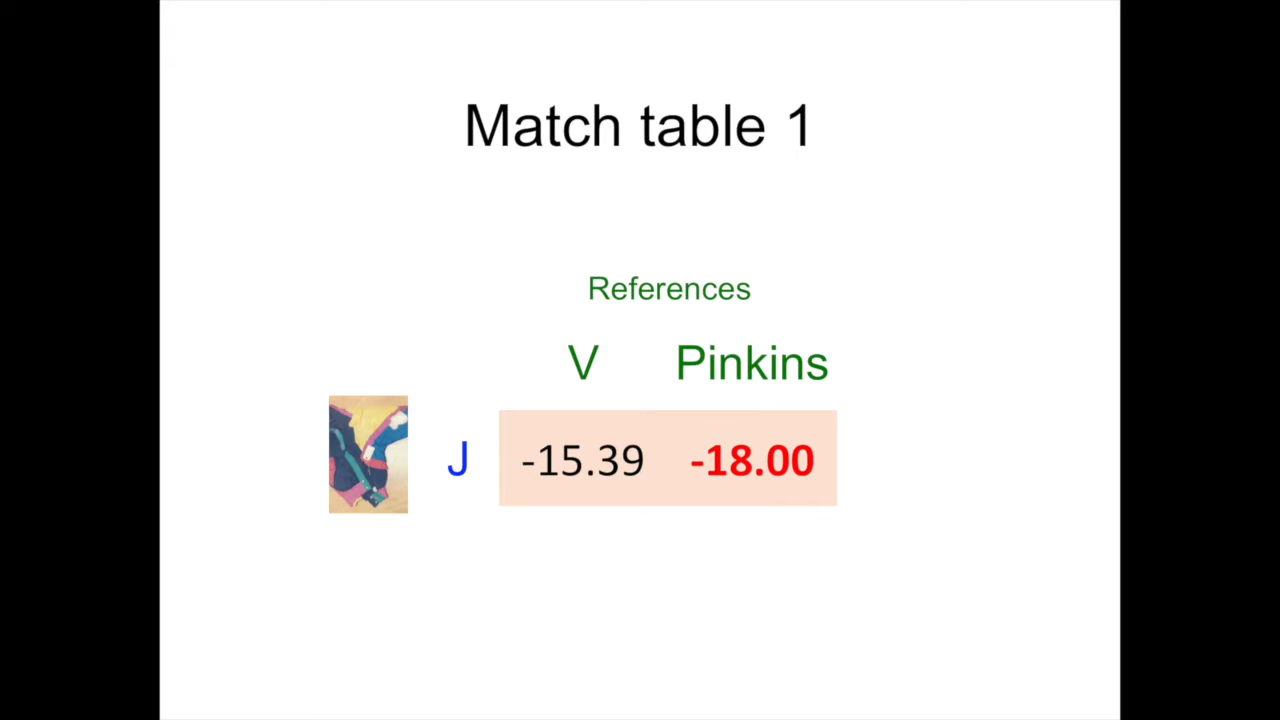 Match table 1
References
V Pinkins
J -15.39 -18.00